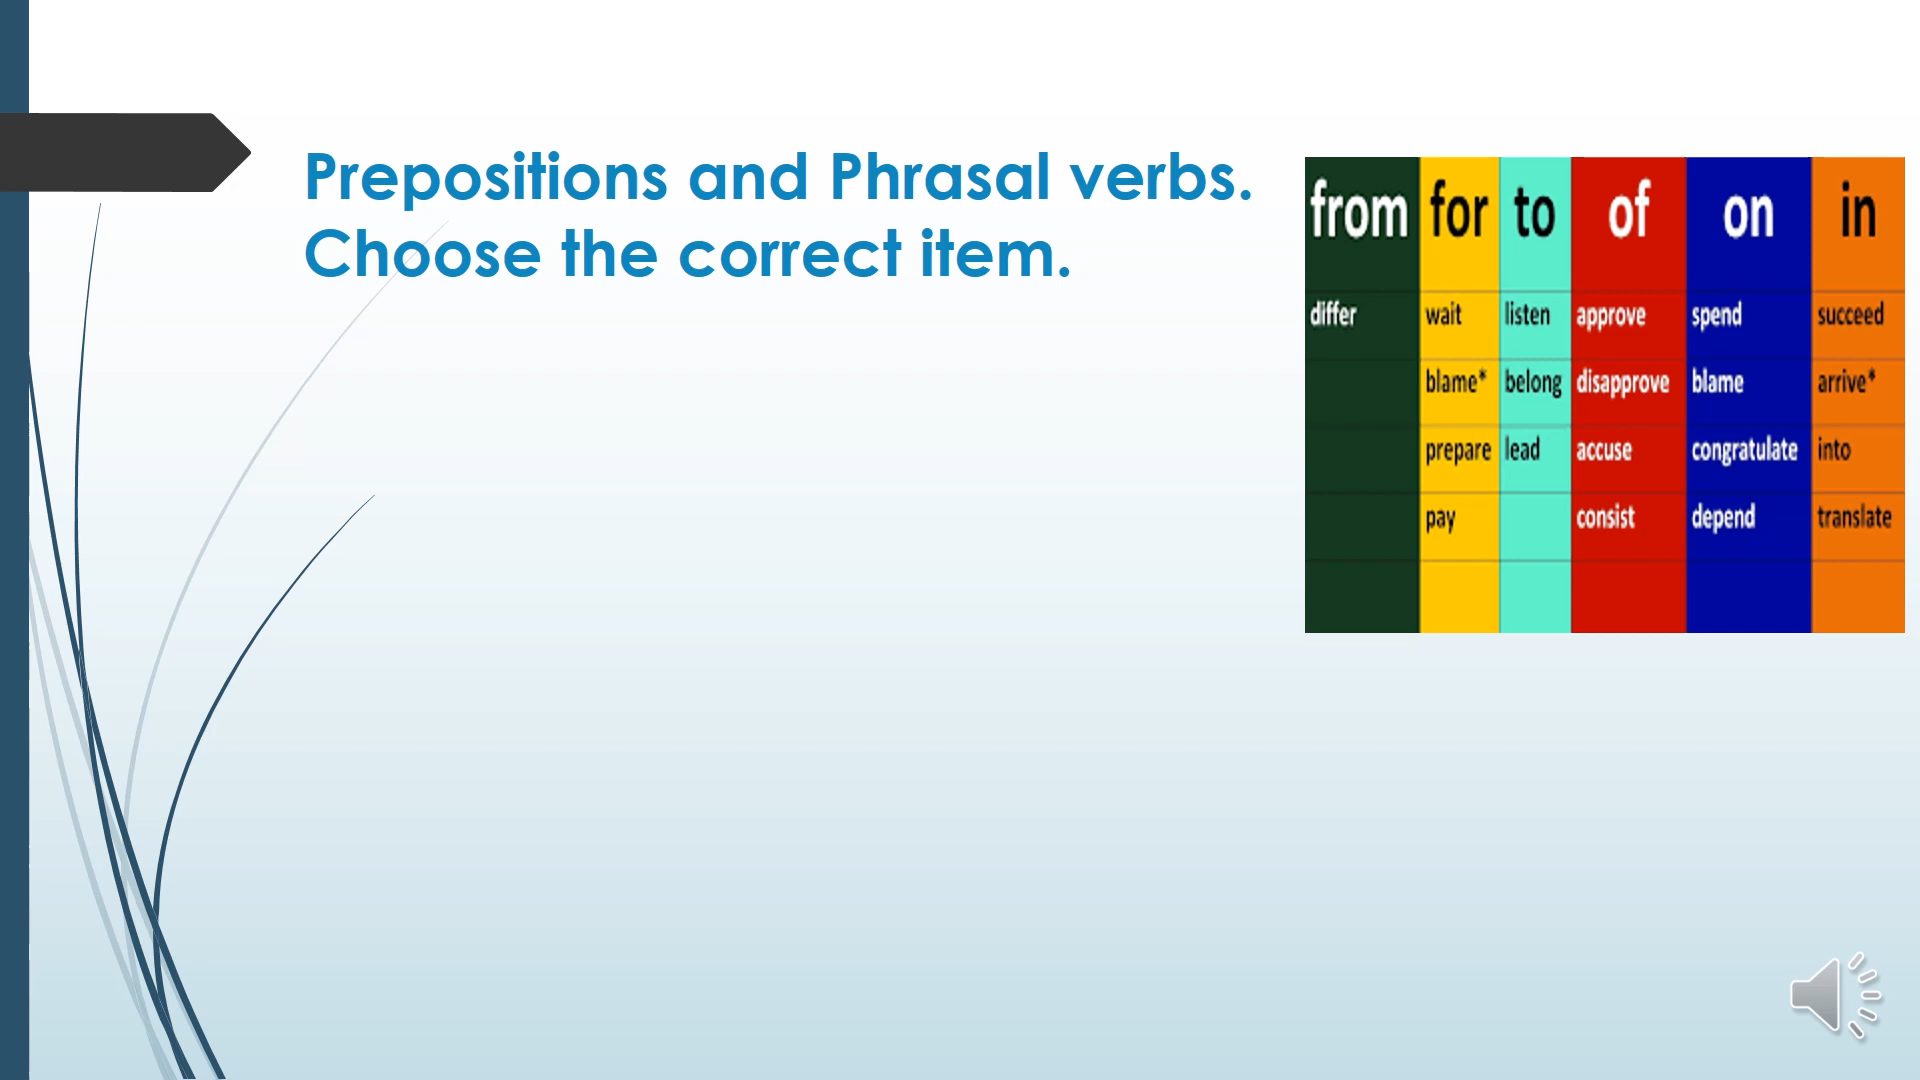 Prepositions and Phrasal verbs.
Choose the correct item.
from for to of on in
differ wait listen approve spend succeed
blame* belong disapprove blame arrive*
prepare lead accuse congratulate into
pay consist depend translate